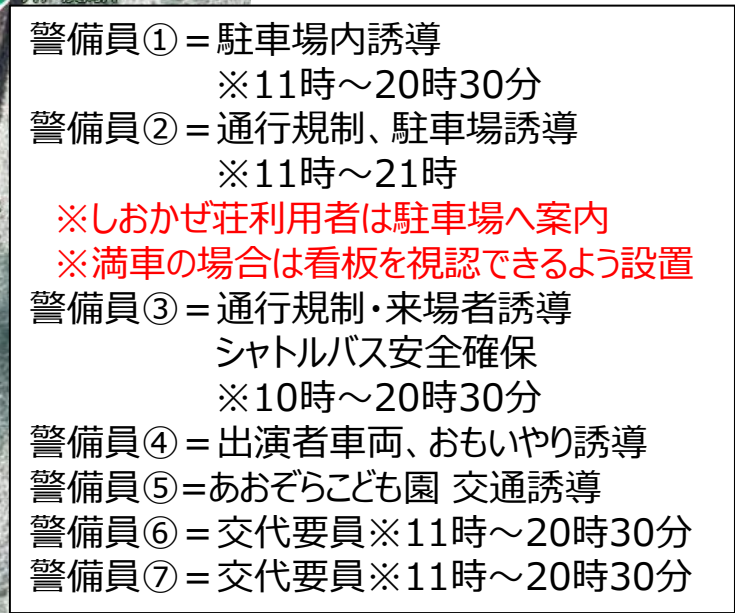 警備員①＝駐車場内誘導
※11時～20時30分
警備員②＝通行規制、駐車場誘導
※11時～21時
※しおかぜ荘利用者は駐車場へ案内
※満車の場合は看板を視認できるよう設置
警備員③＝通行規制・来場者誘導
シャトルバス安全確保
※10時～20時30分
警備員④＝出演者車両、おもいやり誘導
警備員⑤=あおぞらこども園 交通誘導
警備員⑥＝交代要員※11時～20時30分
警備員⑦＝交代要員※11時～20時30分